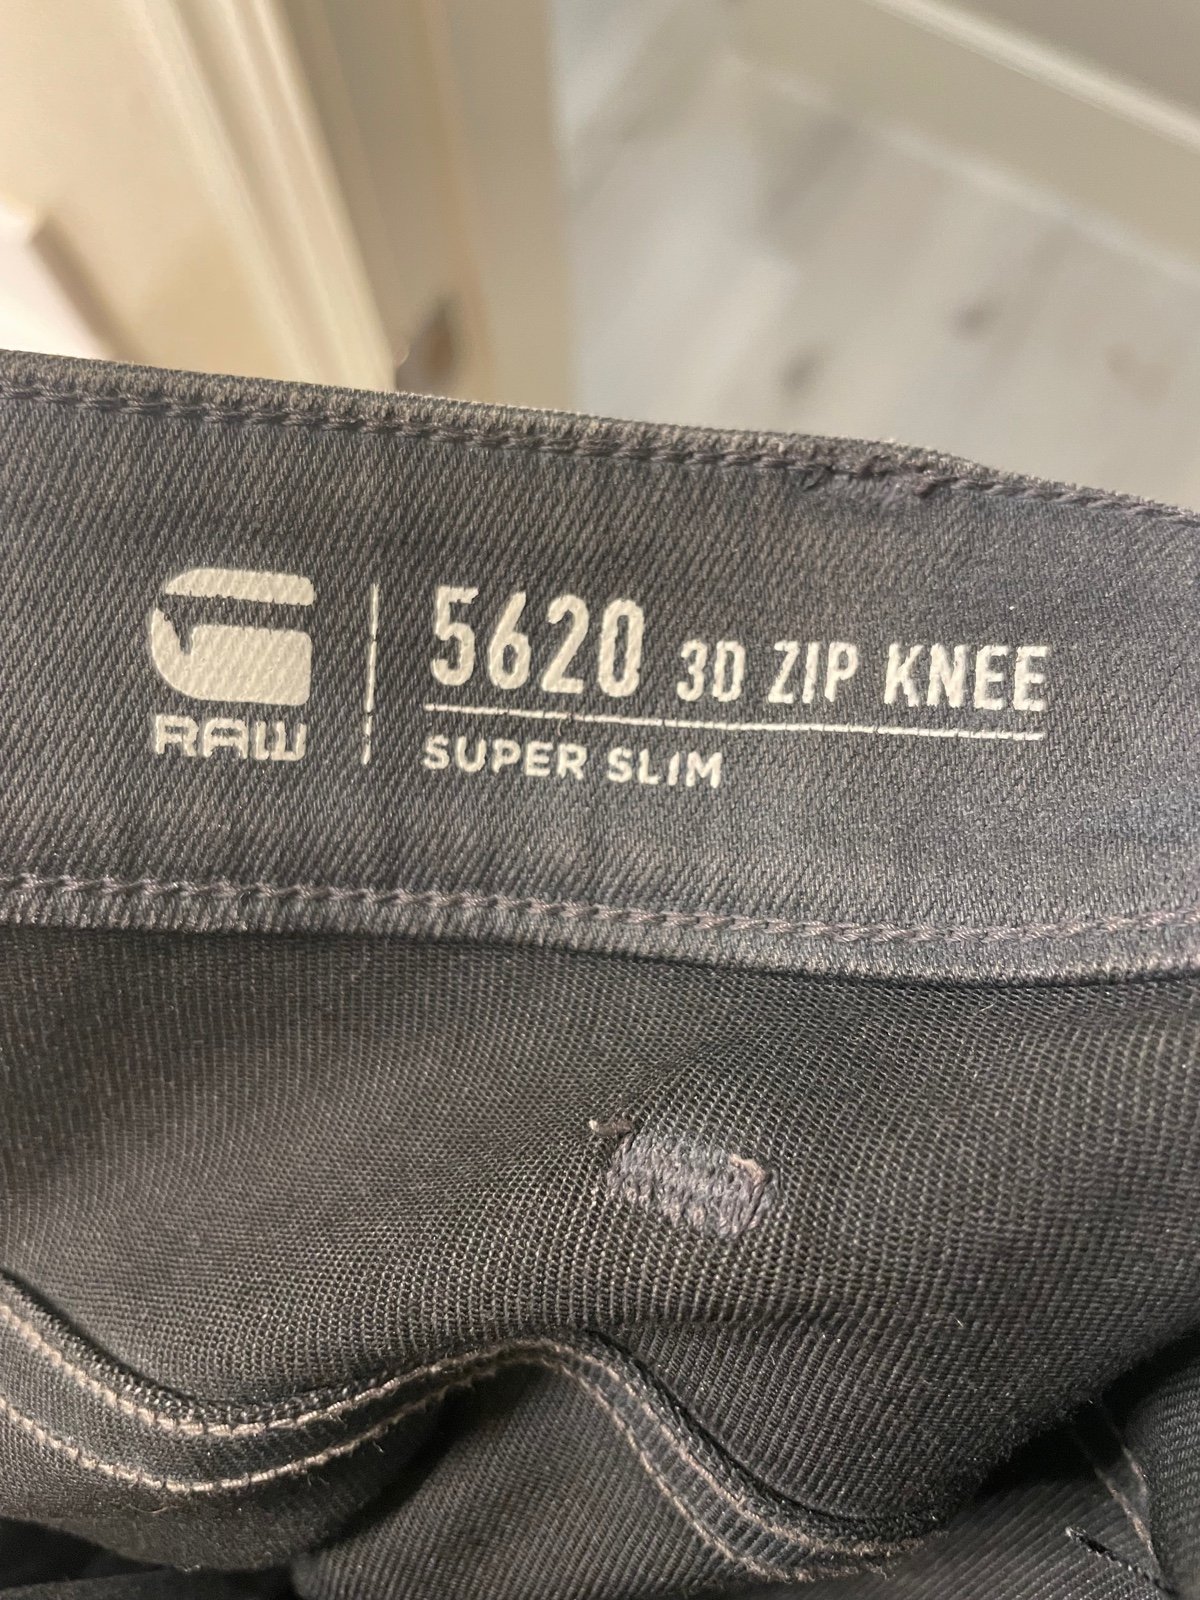 RAW
5620 3D ZIP KNEE
SUPER SLIM